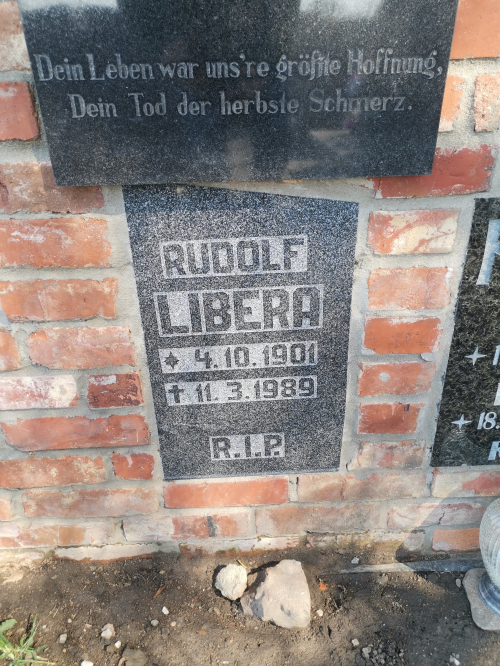 Dein Leben war uns're größte Hoffnung,
Dein Tod der herbste Schmerz.
RUDOLF
LIBERA
* 4.10.1901
† 11.3.1989
R.I.P.
18.